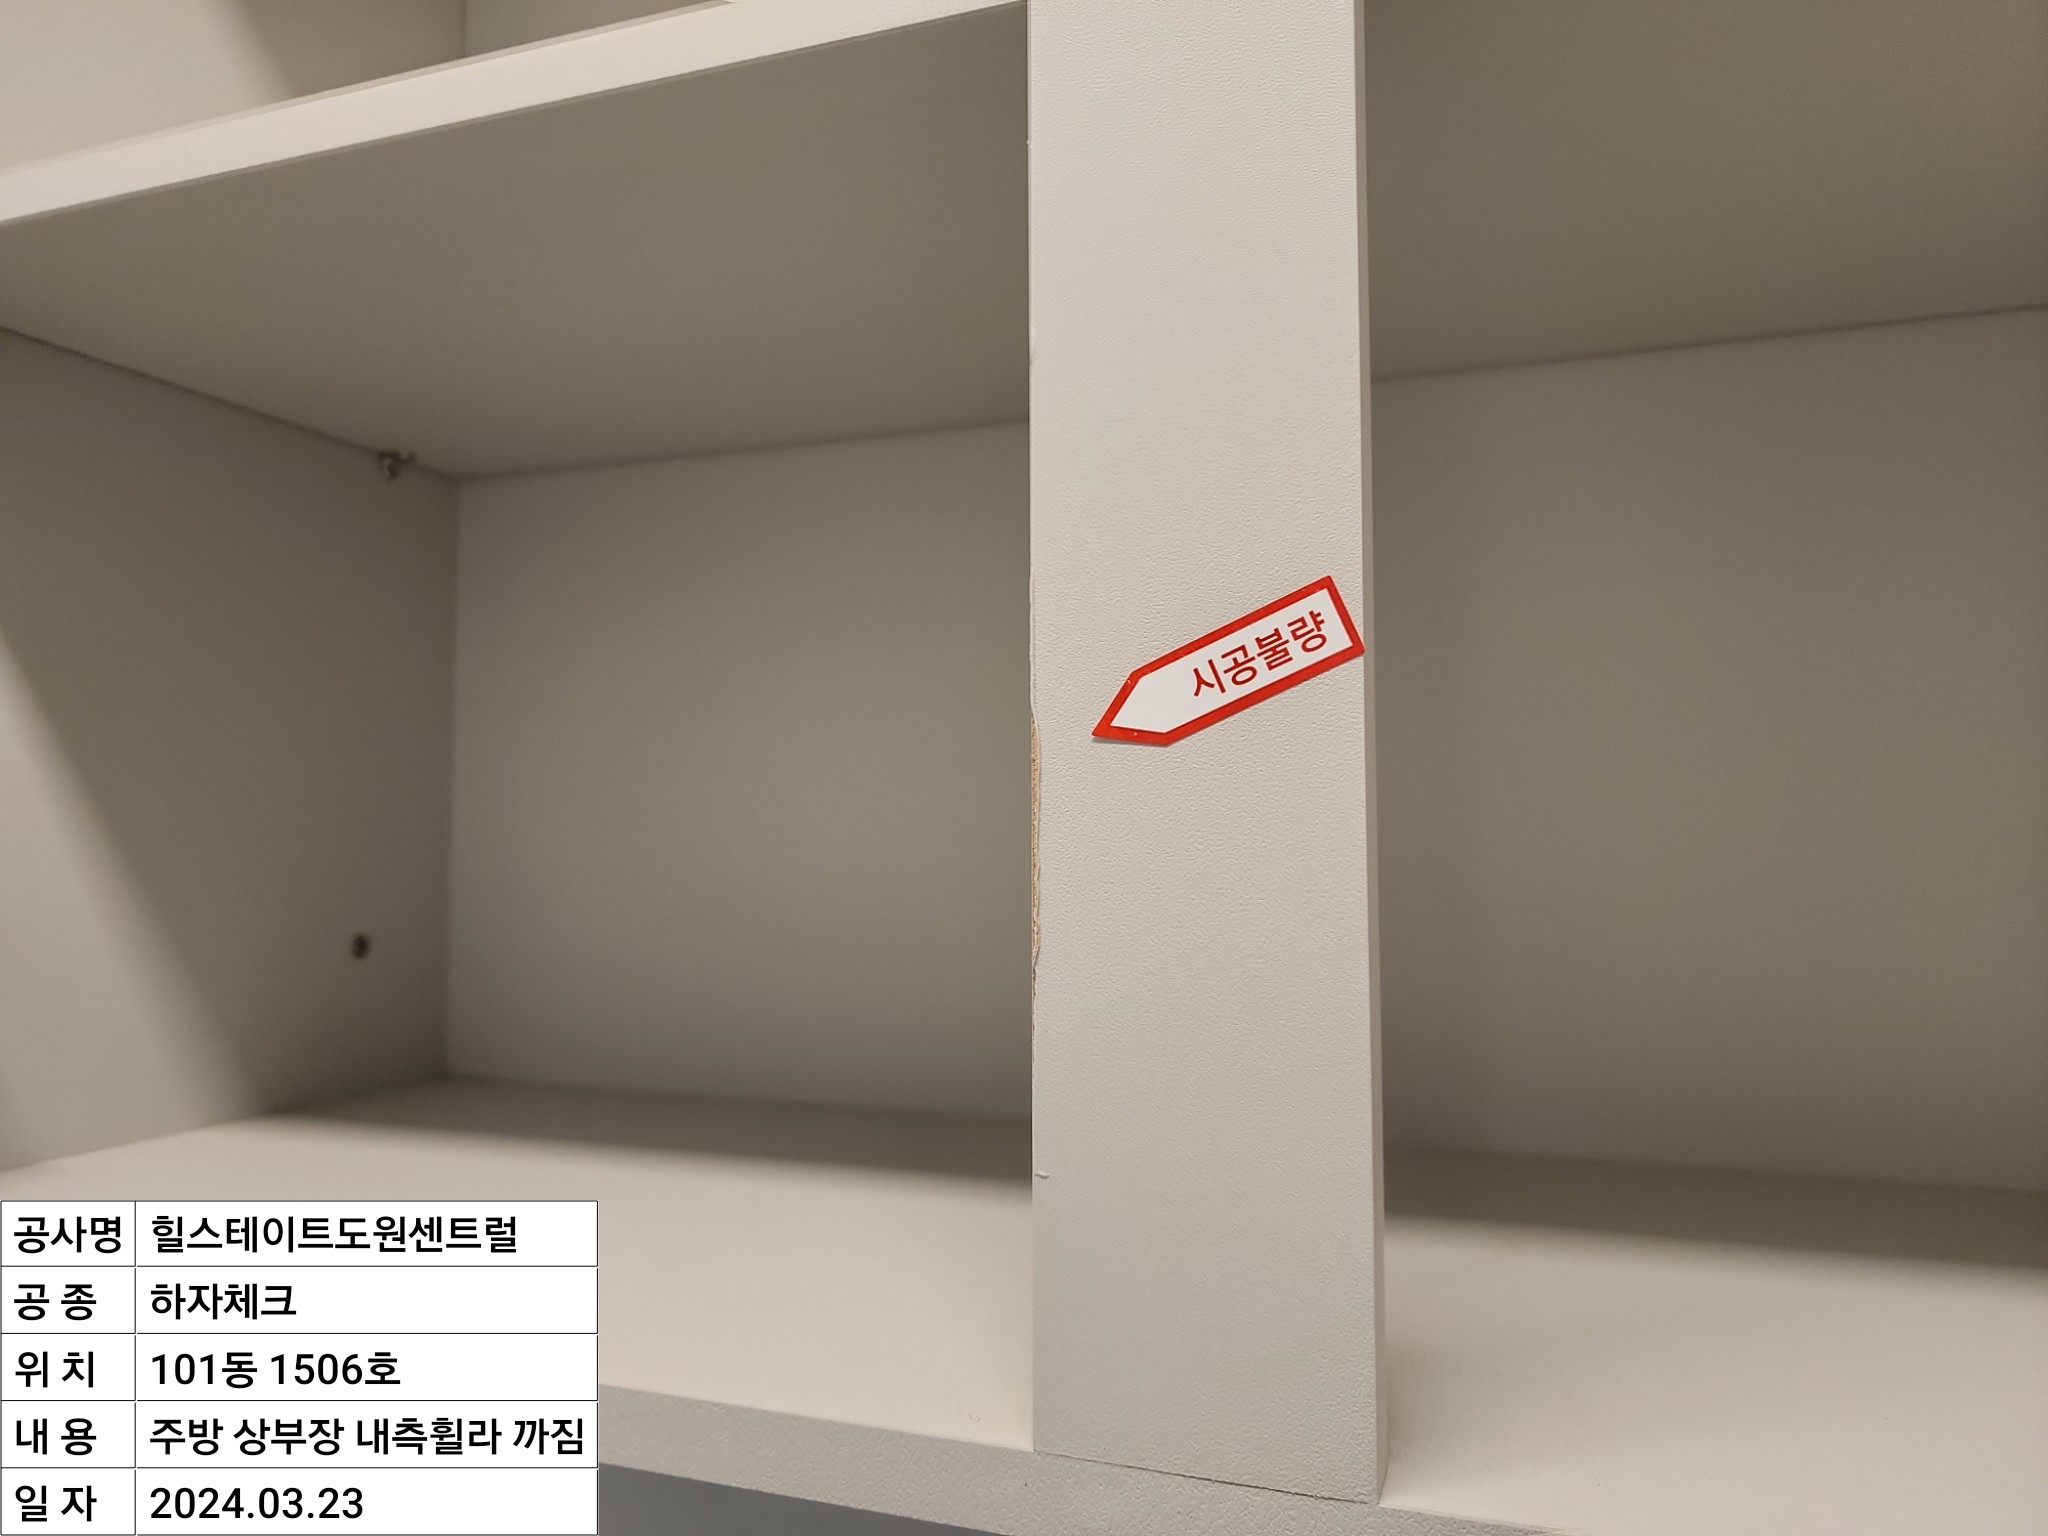 시공불량
공사명 힐스테이트도원센트럴
공 종 하자체크
위 치 101동 1506호
내 용 주방 상부장 내측휠라 까짐
일 자 2024.03.23